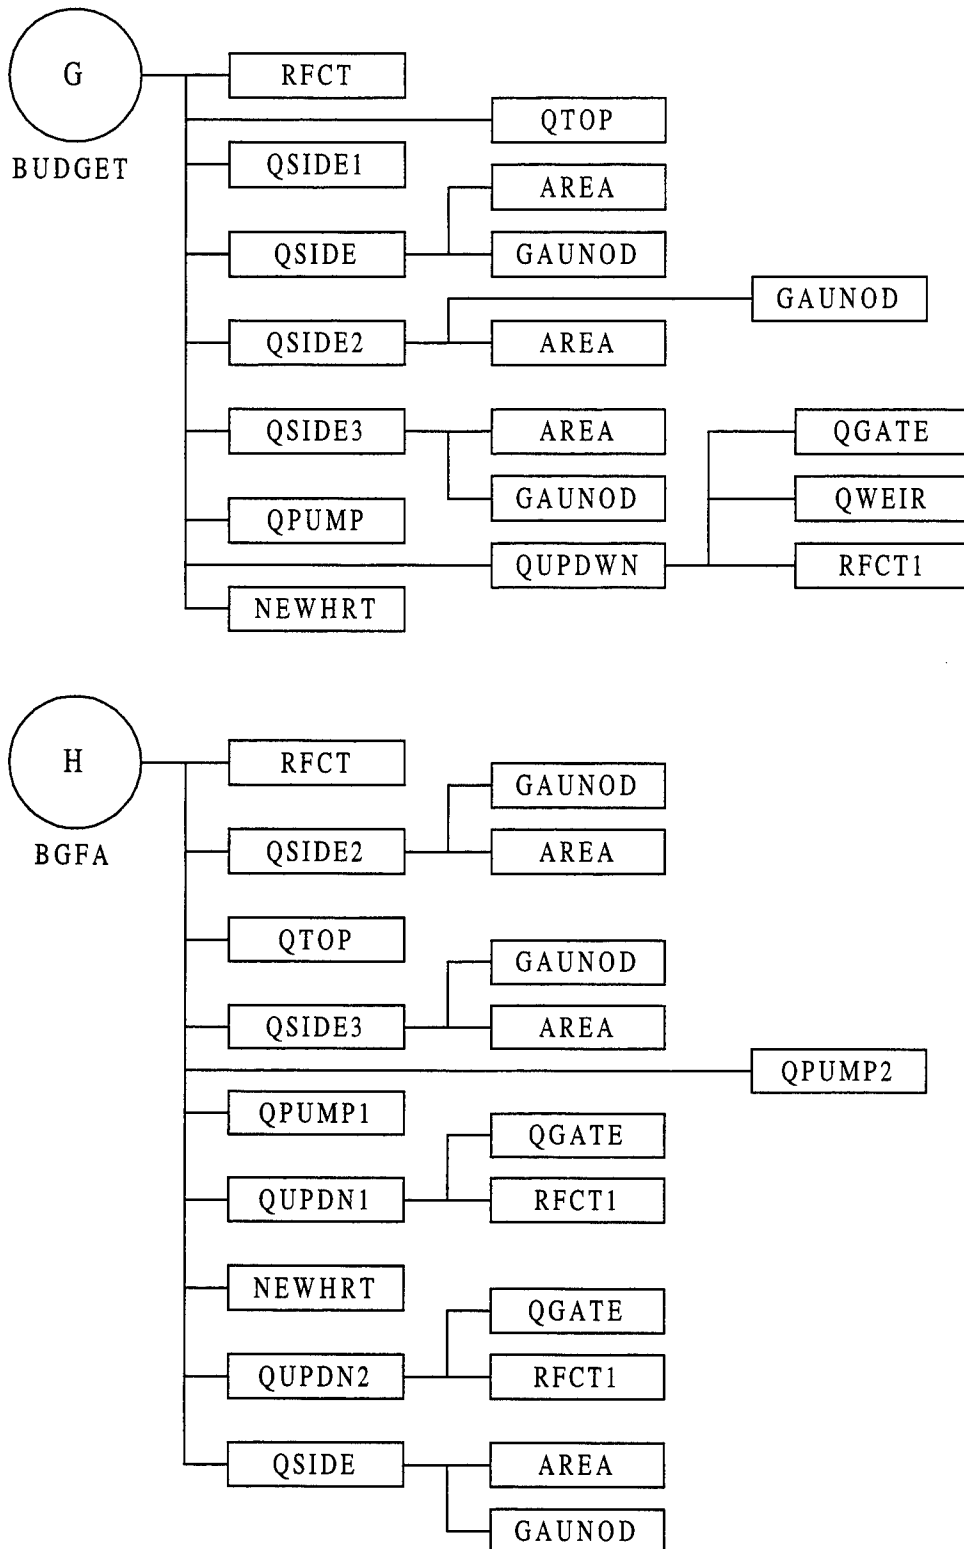 G
BUDGET
RFCT
QTOP
QSIDE1
AREA
QSIDE
GAUNOD
GAUNOD
QSIDE2
AREA
QSIDE3
AREA
QGATE
GAUNOD
QWEIR
QPUMP
QUPDWN
RFCT1
NEWHRT
H
BGFA
RFCT
GAUNOD
QSIDE2
AREA
QTOP
GAUNOD
QSIDE3
AREA
QPUMP2
QPUMP1
QGATE
QUPDN1
RFCT1
NEWHRT
QGATE
QUPDN2
RFCT1
QSIDE
AREA
GAUNOD